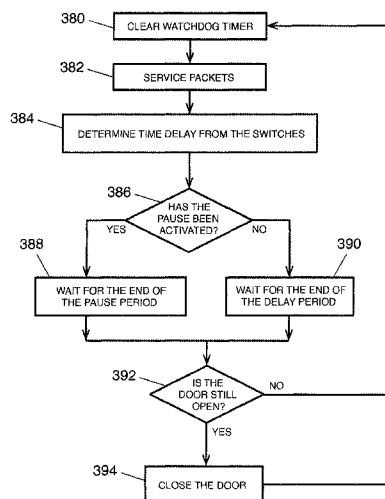 380
CLEAR WATCHDOG TIMER
382
SERVICE PACKETS
384
DETERMINE TIME DELAY FROM THE SWITCHES
386
HAS THE
PAUSE BEEN
ACTIVATED?
YES
NO
388
390
WAIT FOR THE END OF
THE PAUSE PERIOD
WAIT FOR THE END OF
THE DELAY PERIOD
392
IS THE
DOOR STILL
OPEN?
NO
YES
394
CLOSE THE DOOR